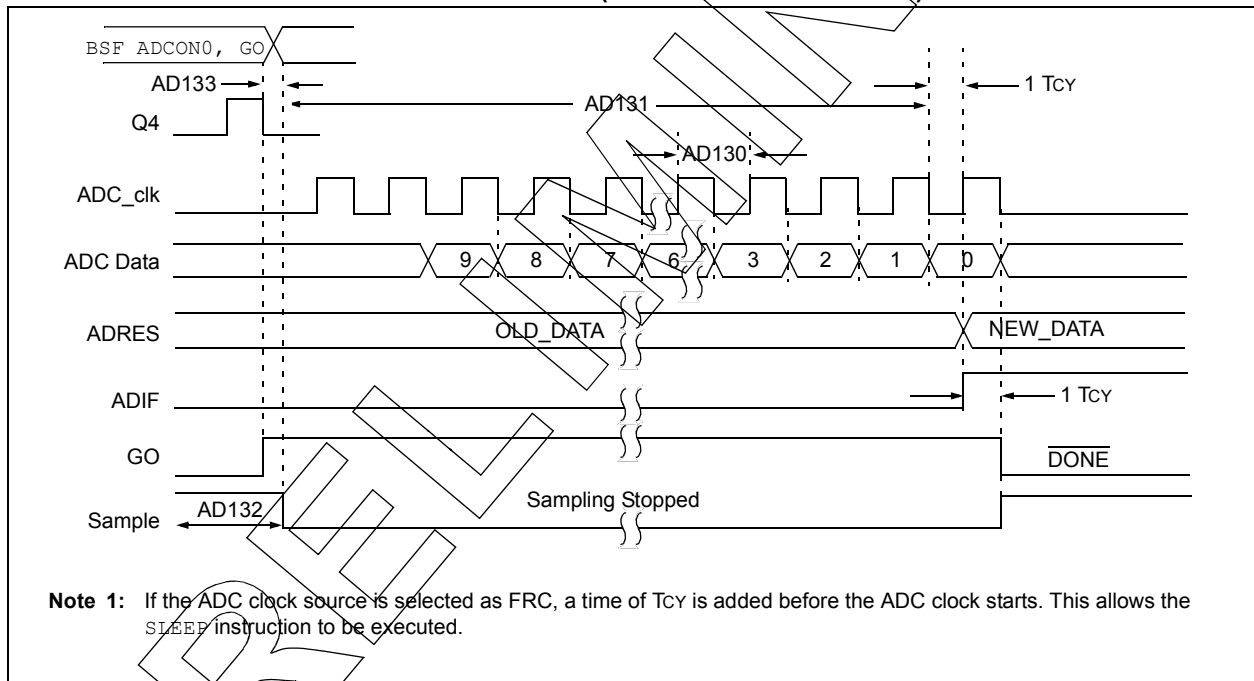 BSF ADCON0, GO
AD133
1 TCY
AD131
Q4
AD130
ADC_clk
ADC Data
9 8 7 6 3 2 1 0
ADRES
OLD_DATA
NEW_DATA
ADIF
1 TCY
GO
DONE
Sample
AD132
Sampling Stopped
Note 1: If the ADC clock source is selected as FRC, a time of TCY is added before the ADC clock starts. This allows the
SLEEP instruction to be executed.